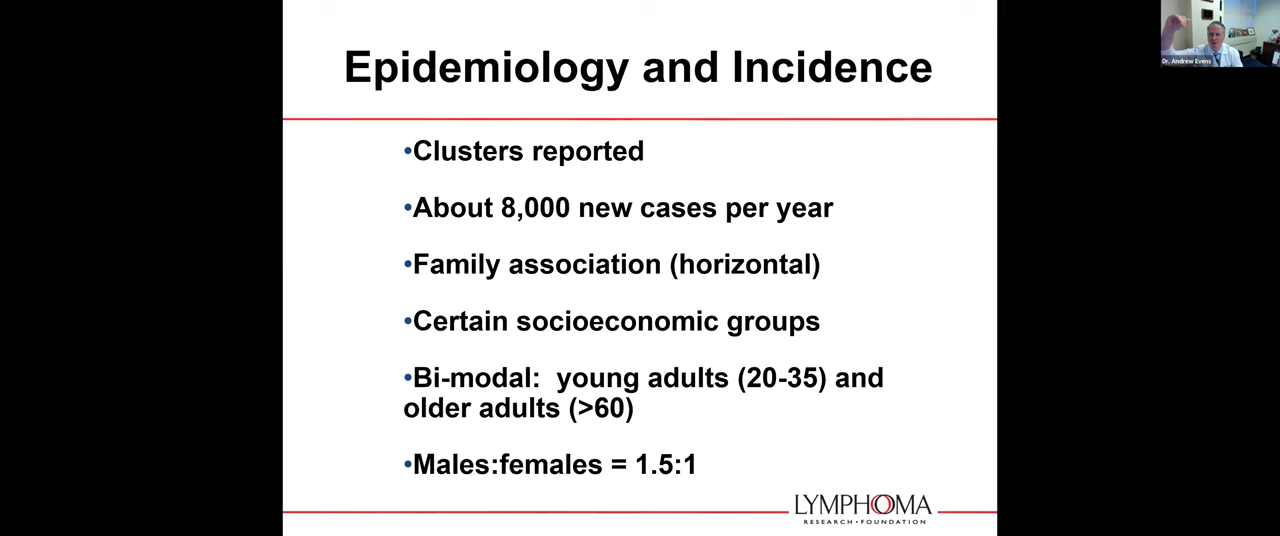 Epidemiology and Incidence
•Clusters reported
•About 8,000 new cases per year
•Family association (horizontal)
•Certain socioeconomic groups
•Bi-modal:  young adults (20-35) and
older adults (>60)
•Males:females = 1.5:1
LYMPHOMA
RESEARCH • FOUNDATION
Dr. Andrew Evens